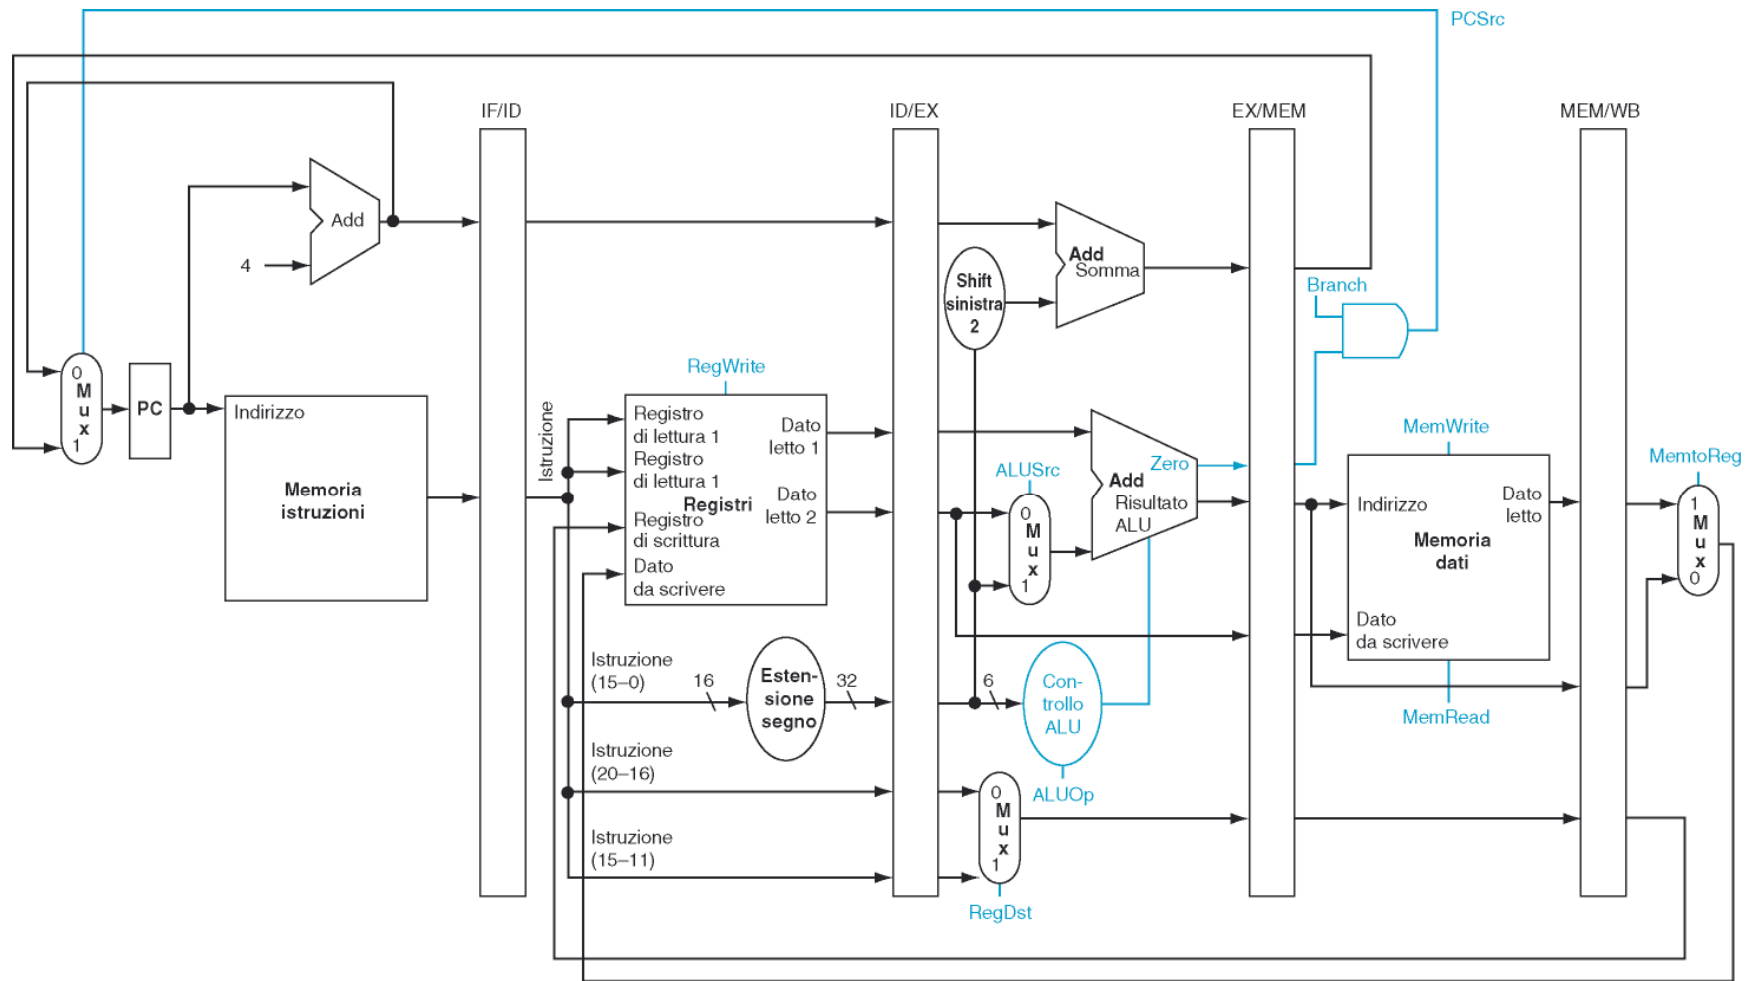 PCSrc
IF/ID
ID/EX
EX/MEM
MEM/WB
Add
4
Add
Somma
Shift
sinistra
2
Branch
0
M
u
x
1
PC
Indirizzo
Memoria
istruzioni
Istruzione
RegWrite
Registro
di lettura 1
Registro
di lettura 1
Registri
Registro
di scrittura
Dato
da scrivere
Dato
letto 1
Dato
letto 2
ALUSrc
0
M
u
x
1
Zero
Add
Risultato
ALU
MemWrite
Indirizzo
Dato
letto
Memoria
dati
Dato
da scrivere
MemRead
MemtoReg
1
M
u
x
0
Istruzione
(15–0)
16
Esten-
sione
segno
32
6
Con-
trollo
ALU
ALUOp
Istruzione
(20–16)
Istruzione
(15–11)
0
M
u
x
1
RegDst